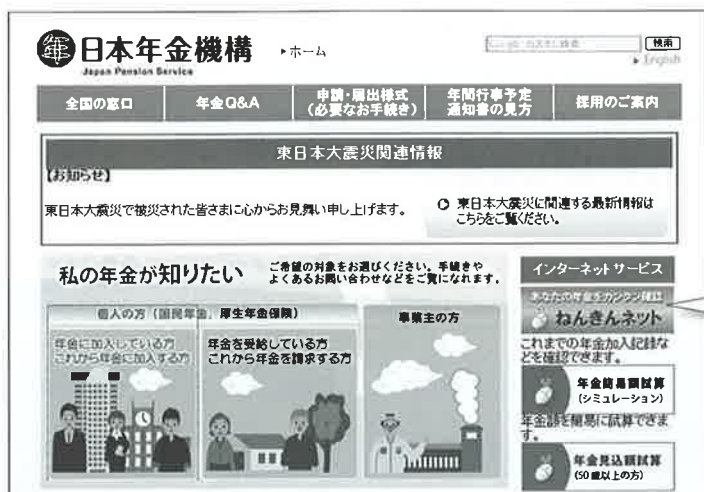 年 日本年金機構
Japan Pension Service
▸ホーム
検索
▸ English
全国の窓口
年金Q&A
申請・届出様式
(必要なお手続き)
年間行事予定
通知書の見方
採用のご案内
東日本大震災関連情報
【お知らせ】
東日本大震災で被災された皆さまに心からお見舞い申し上げます。
東日本大震災に関連する最新情報は
こちらをご覧ください。
私の年金が知りたい
ご希望の対象をお選びください。手続きや
よくあるお問い合わせなどをご覧になれます。
個人の方(国民年金、厚生年金保険)
年金に加入している方
これから年金に加入する方
年金を受給している方
これから年金を請求する方
事業主の方
インターネットサービス
あなたの年金をカンタン確認
ねんきんネット
これまでの年金加入記録な
どを確認できます。
年金簡易額試算
(シミュレーション)
年金額を簡易に試算できま
す。
年金見込額試算
(50歳以上の方)